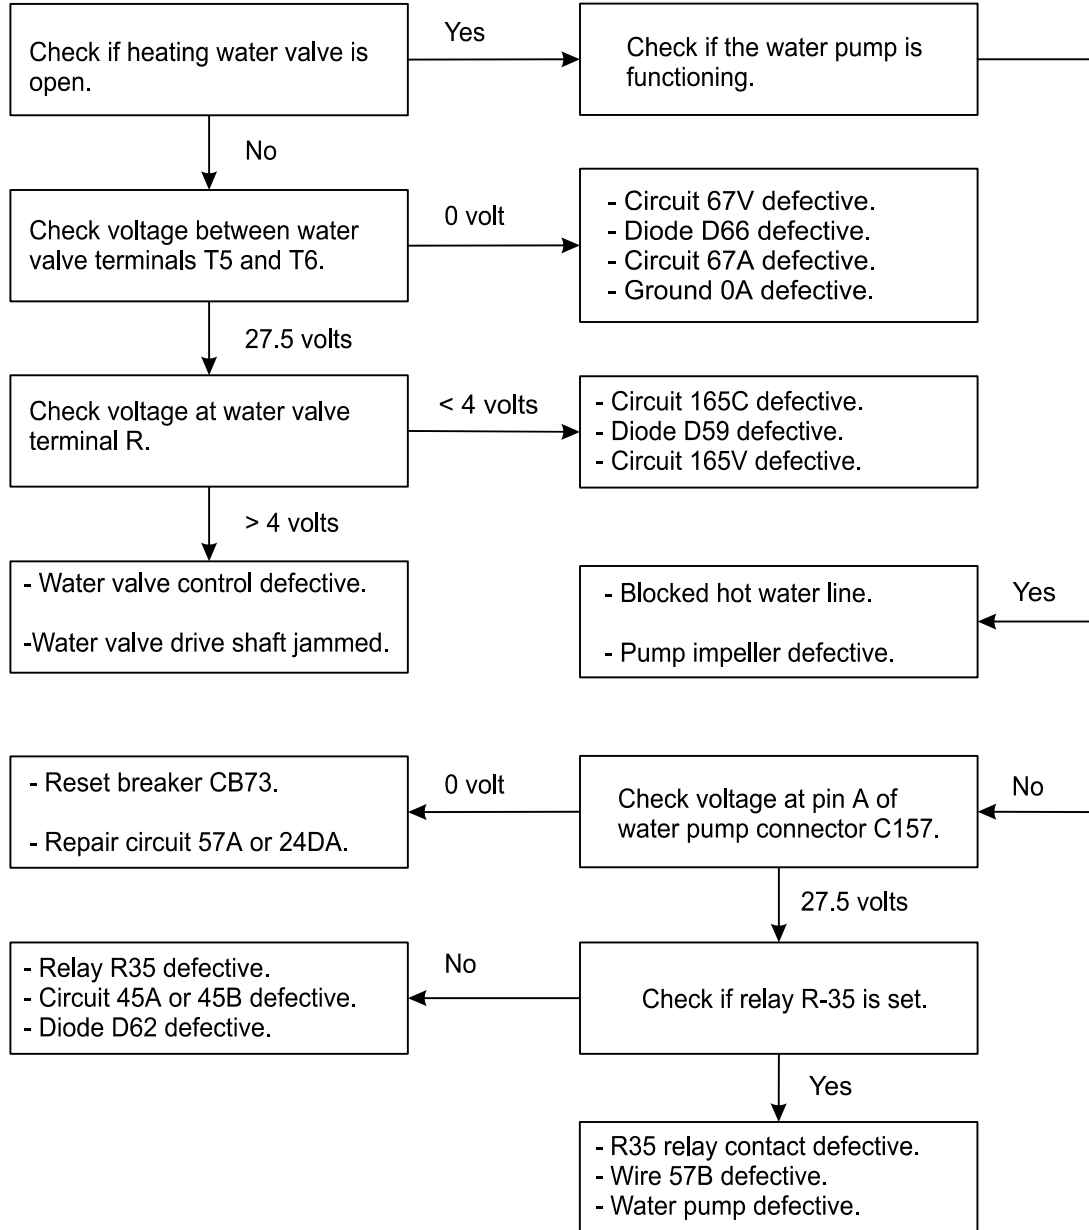 Check if heating water valve is
open.
Yes
Check if the water pump is
functioning.
No
Check voltage between water
valve terminals T5 and T6.
0 volt
- Circuit 67V defective.
- Diode D66 defective.
- Circuit 67A defective.
- Ground 0A defective.
27.5 volts
Check voltage at water valve
terminal R.
< 4 volts
- Circuit 165C defective.
- Diode D59 defective.
- Circuit 165V defective.
> 4 volts
- Water valve control defective.
-Water valve drive shaft jammed.
- Blocked hot water line.
- Pump impeller defective.
Yes
- Reset breaker CB73.
- Repair circuit 57A or 24DA.
0 volt
Check voltage at pin A of
water pump connector C157.
No
27.5 volts
- Relay R35 defective.
- Circuit 45A or 45B defective.
- Diode D62 defective.
No
Check if relay R-35 is set.
Yes
- R35 relay contact defective.
- Wire 57B defective.
- Water pump defective.